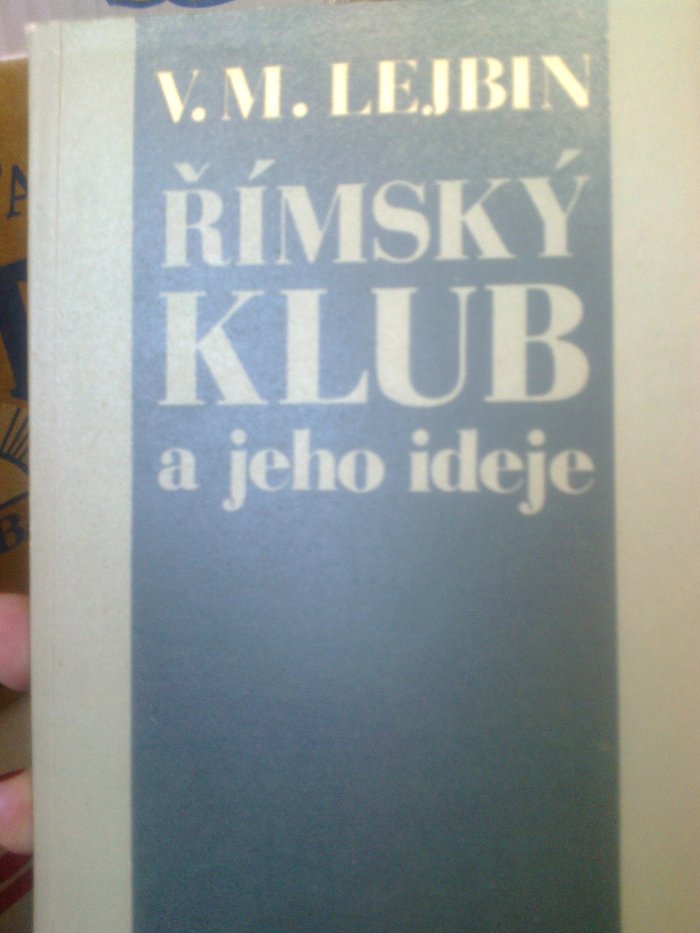 V. M. LEJBIN
ŘÍMSKÝ
KLUB
a jeho ideje